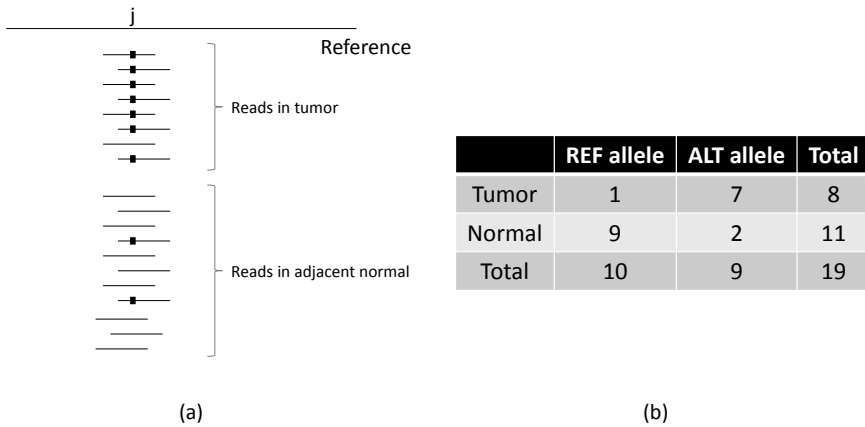 j
Reference
Reads in tumor
Reads in adjacent normal
(a)
REF allele ALT allele Total
Tumor 1 7 8
Normal 9 2 11
Total 10 9 19
(b)